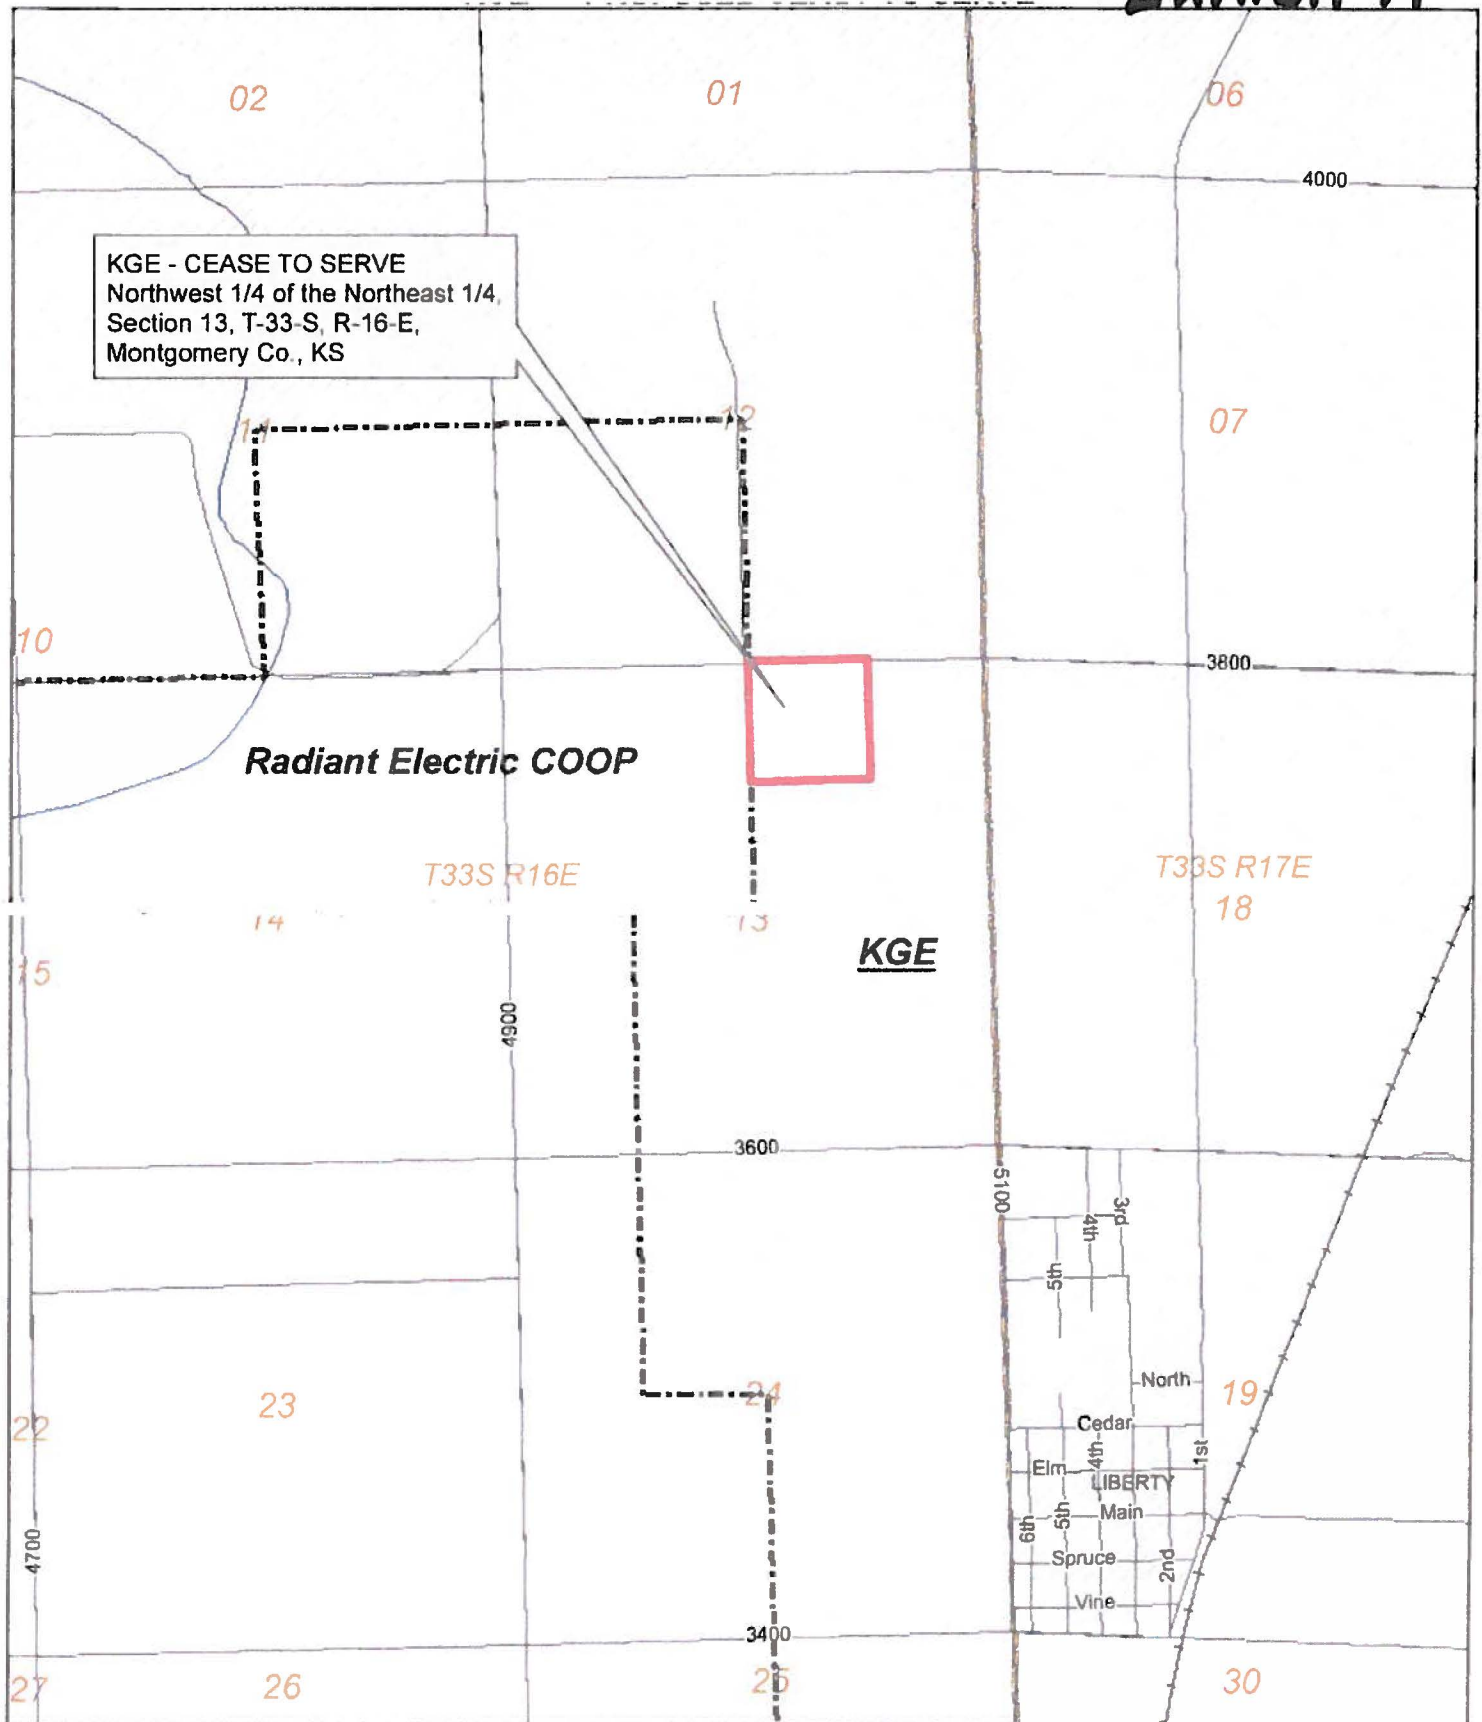 02
01
06
4000
KGE - CEASE TO SERVE
Northwest 1/4 of the Northeast 1/4,
Section 13, T-33-S, R-16-E,
Montgomery Co., KS
11
12
07
10
3800
Radiant Electric COOP
T33S R16E
T33S R17E
14
13
18
KGE
15
4900
3600
5100
3rd
4th
5th
North
24
19
23
22
Cedar
4th
1st
Elm
LIBERTY
Main
6th
5th
4700
Spruce
2nd
Vine
3400
27
26
25
30